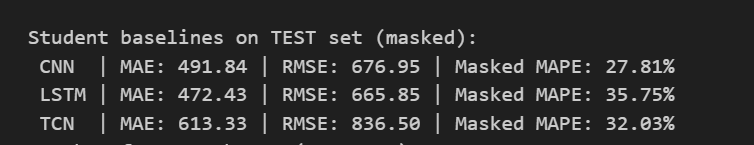 Student baselines on TEST set (masked):
CNN | MAE: 491.84 | RMSE: 676.95 | Masked MAPE: 27.81%
LSTM | MAE: 472.43 | RMSE: 665.85 | Masked MAPE: 35.75%
TCN | MAE: 613.33 | RMSE: 836.50 | Masked MAPE: 32.03%